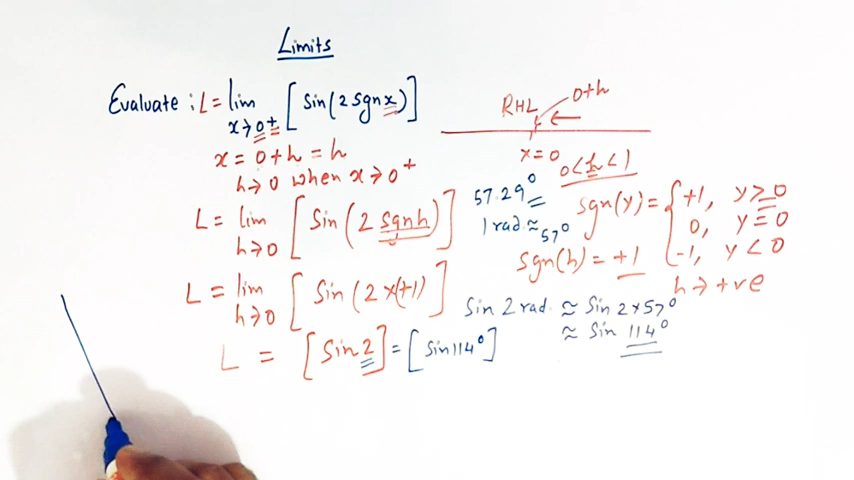 Limits
Evaluate : L = lim x→0+ [ Sin(2 sgn x) ]
RHL 0+h
x = 0
0<h<1
x = 0+h = h
h→0 when x→0+
57.29°
1 rad ≈ 57°
sgn(y) = { +1, y>0
0, y=0
-1, y<0
L = lim h→0 [ Sin (2 sgn h) ]
sgn(h) = +1
h → +ve
L = lim h→0 [ Sin (2×(+1) ]
Sin 2 rad ≈ Sin 2×57°
≈ Sin 114°
L = [ Sin 2 ] = [ Sin 114° ]